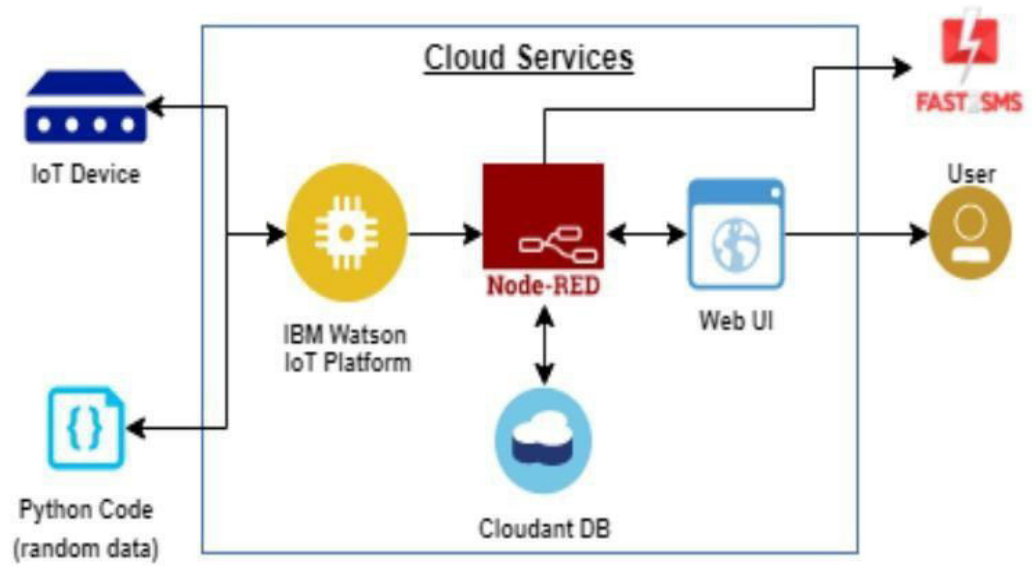 Cloud Services
FAST2SMS
IoT Device
User
Node-RED
IBM Watson
IoT Platform
Web UI
{}
Python Code
(random data)
Cloudant DB